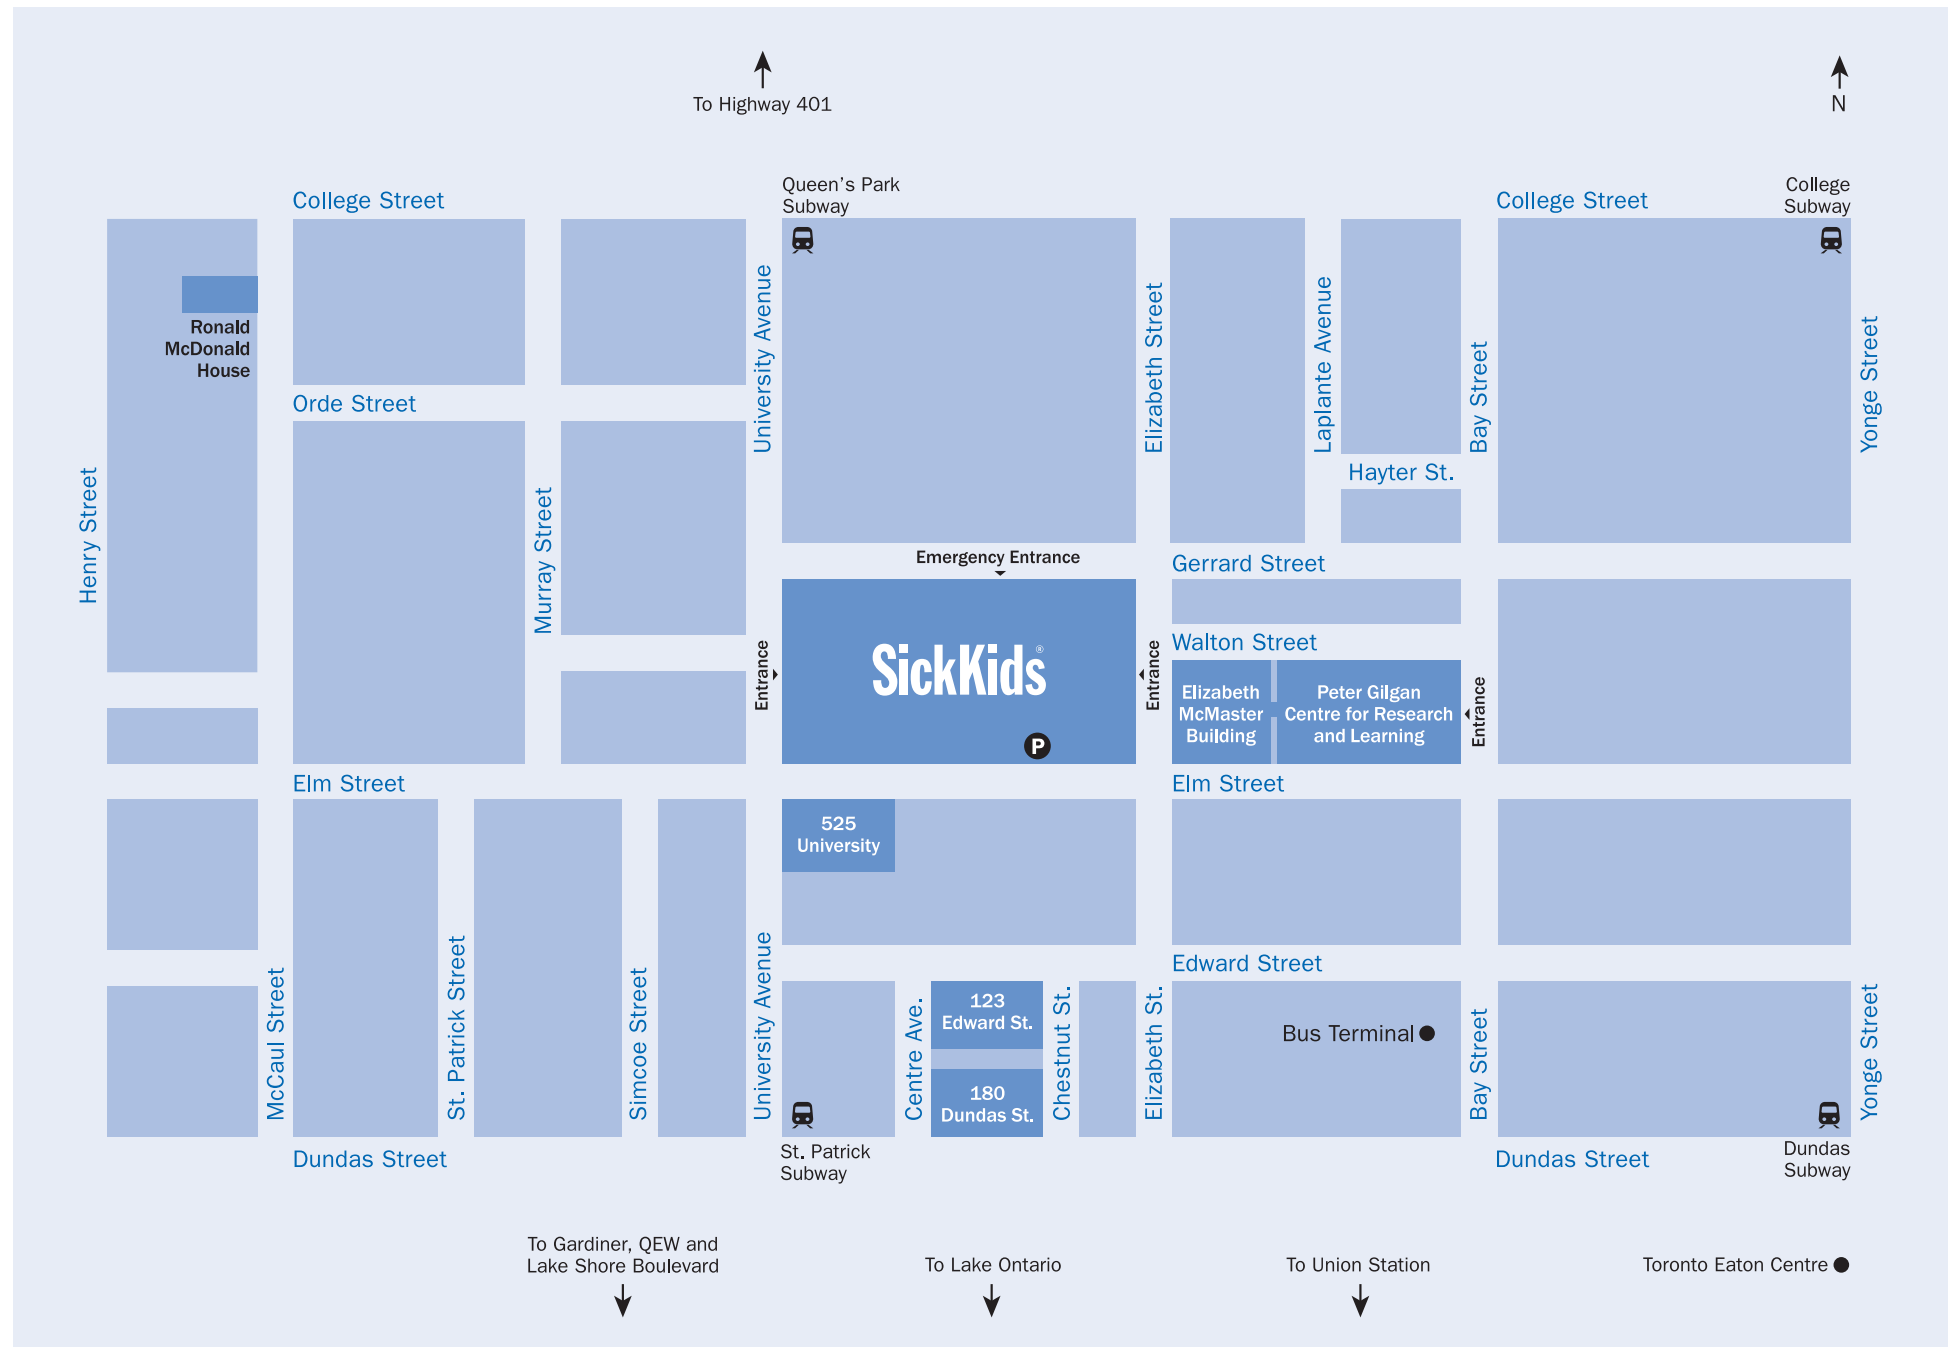 To Highway 401
N
Queen's Park
Subway
College
Subway
College Street
College Street
University Avenue
Elizabeth Street
Laplante Avenue
Bay Street
Yonge Street
Ronald
McDonald
House
Orde Street
Henry Street
Murray Street
Hayter St.
Emergency Entrance
Gerrard Street
Walton Street
Entrance
SickKids®
P
Entrance
Elizabeth
McMaster
Building
Peter Gilgan
Centre for Research
and Learning
Entrance
Elm Street
Elm Street
525
University
Edward Street
McCaul Street
St. Patrick Street
Simcoe Street
University Avenue
Centre Ave.
123
Edward St.
180
Dundas St.
Chestnut St.
Elizabeth St.
Bus Terminal
Bay Street
Yonge Street
Dundas Street
St. Patrick
Subway
Dundas Street
Dundas
Subway
To Gardiner, QEW and
Lake Shore Boulevard
To Lake Ontario
To Union Station
Toronto Eaton Centre